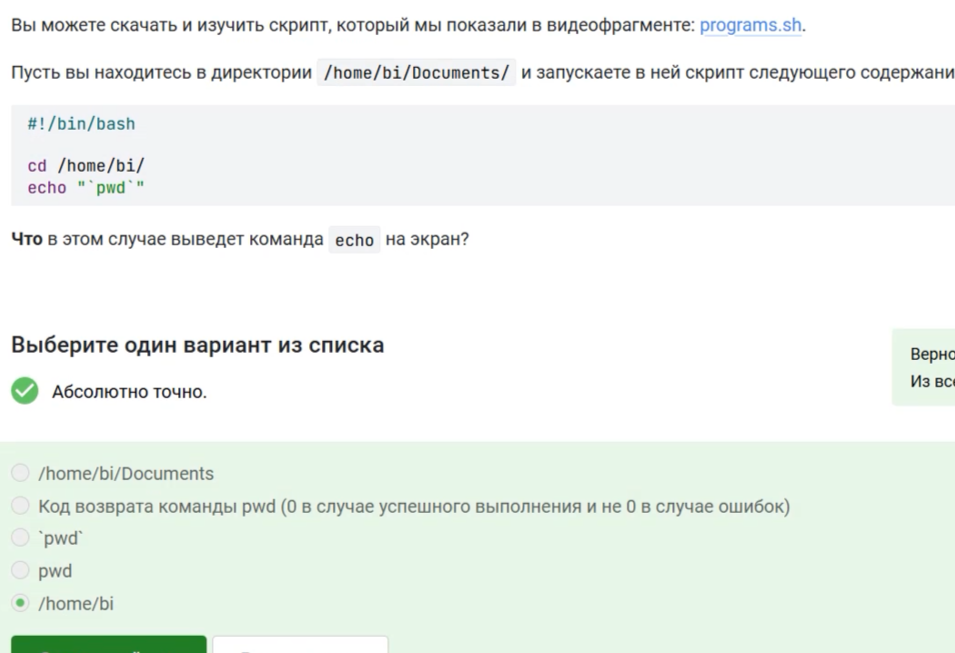 Вы можете скачать и изучить скрипт, который мы показали в видеофрагменте: programs.sh.
Пусть вы находитесь в директории /home/bi/Documents/ и запускаете в ней скрипт следующего
#!/bin/bash
cd /home/bi/
echo "`pwd`"
Что в этом случае выведет команда echo на экран?
Выберите один вариант из списка
Верно
Абсолютно точно.
Из
/home/bi/Documents
Код возврата команды pwd (0 в случае успешного выполнения и не 0 в случае ошибок)
`pwd`
pwd
/home/bi